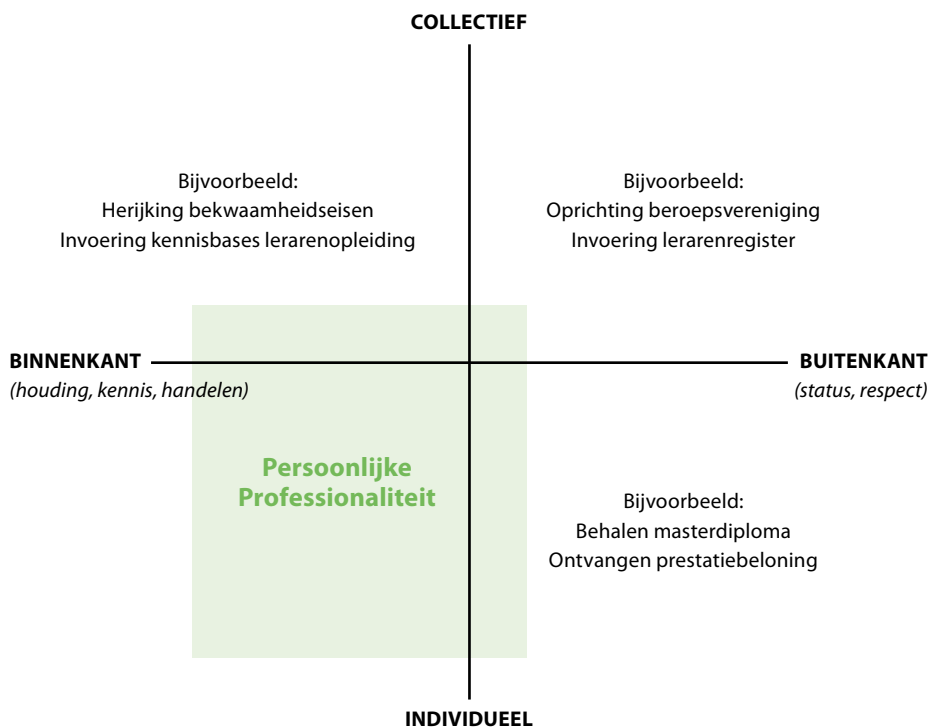 COLLECTIEF
Bijvoorbeeld:
Herijking bekwaamheidseisen
Invoering kennisbases lerarenopleiding
Bijvoorbeeld:
Oprichting beroepsvereniging
Invoering lerarenregister
BINNENKANT
(houding, kennis, handelen)
BUITENKANT
(status, respect)
Persoonlijke
Professionaliteit
Bijvoorbeeld:
Behalen masterdiploma
Ontvangen prestatiebeloning
INDIVIDUEEL